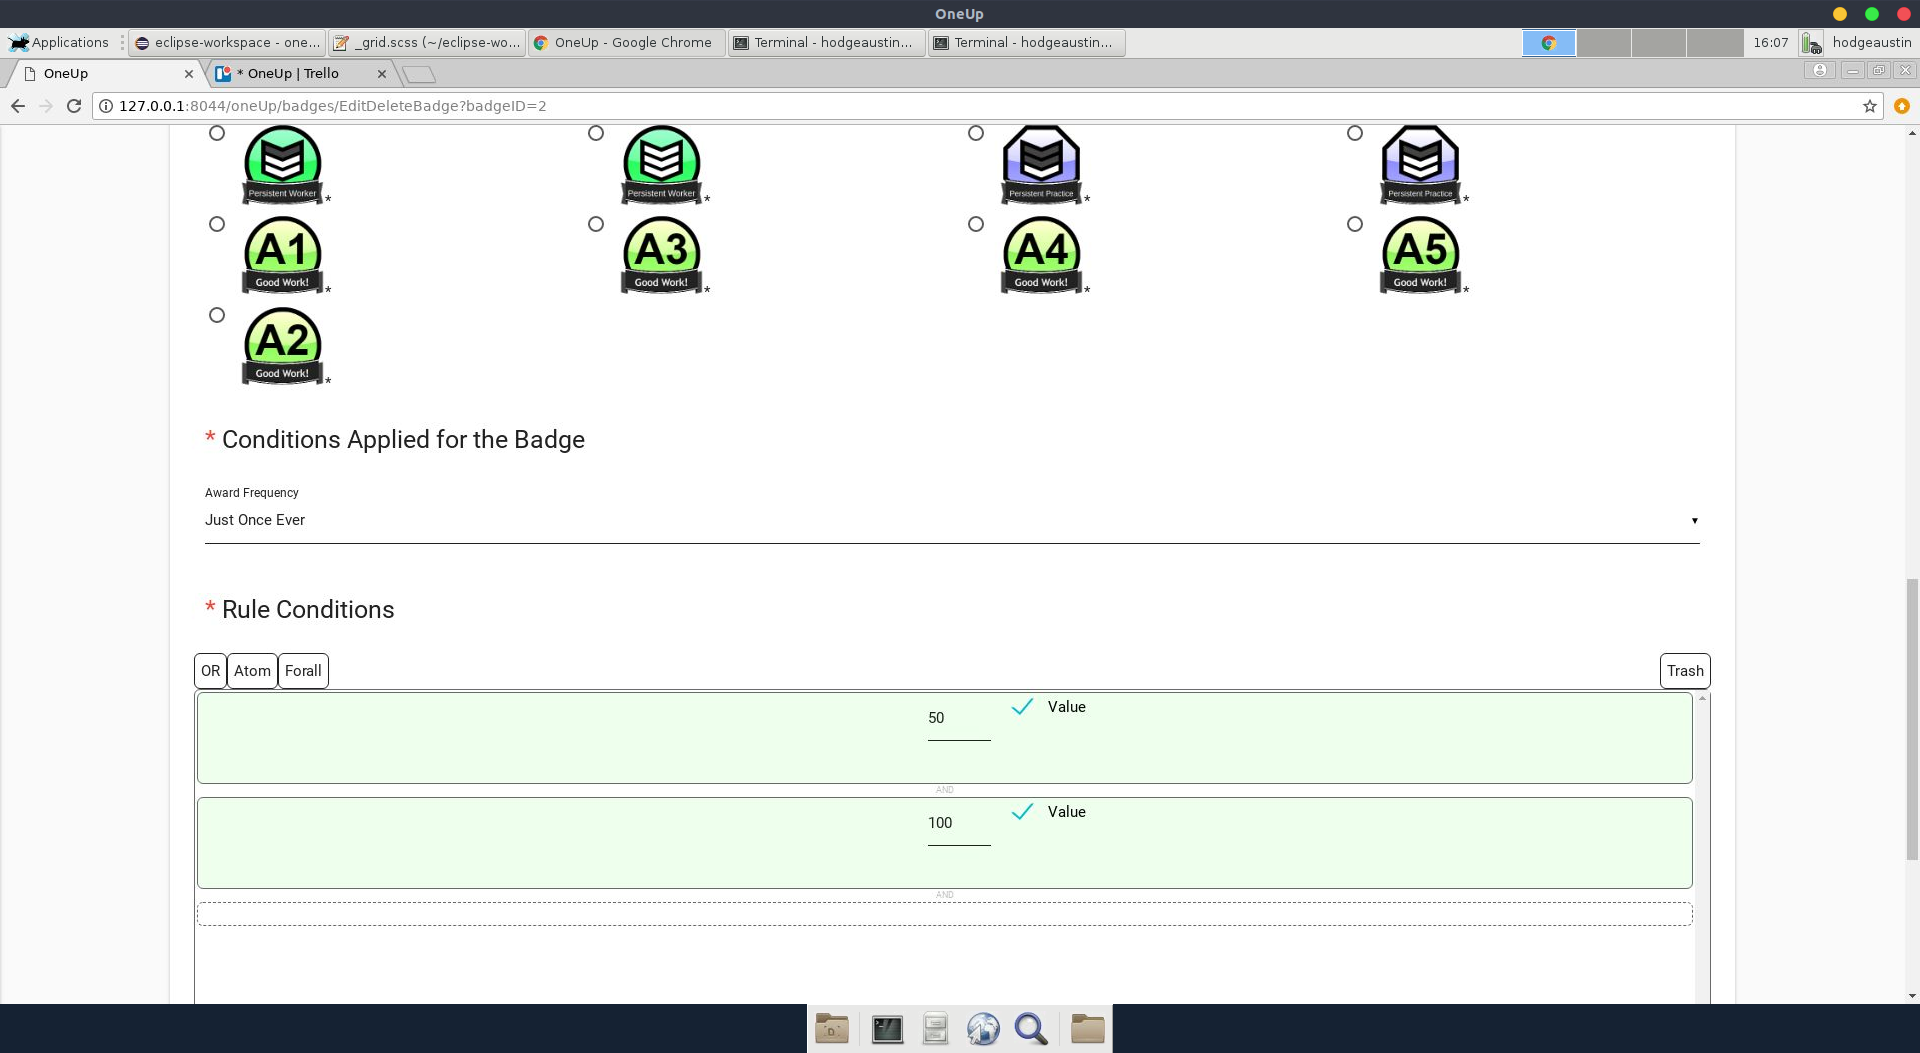 OneUp
Applications
eclipse-workspace - one...
_grid.scss (~/eclipse-wo...
OneUp - Google Chrome
Terminal - hodgeaustin...
Terminal - hodgeaustin...
16:07
hodgeaustin
OneUp
* OneUp | Trello
127.0.0.1:8044/oneUp/badges/EditDeleteBadge?badgeID=2
Persistent Worker *
Persistent Worker *
Persistent Practice *
Persistent Practice *
A1
Good Work! *
A3
Good Work! *
A4
Good Work! *
A5
Good Work! *
A2
Good Work! *
* Conditions Applied for the Badge
Award Frequency
Just Once Ever
* Rule Conditions
OR
Atom
Forall
Trash
50
Value
AND
100
Value
AND
D